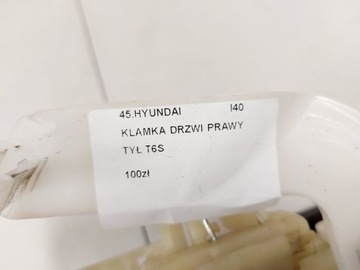 45.HYUNDAI I40
KLAMKA DRZWI PRAWY
TYŁ T6S
100zł